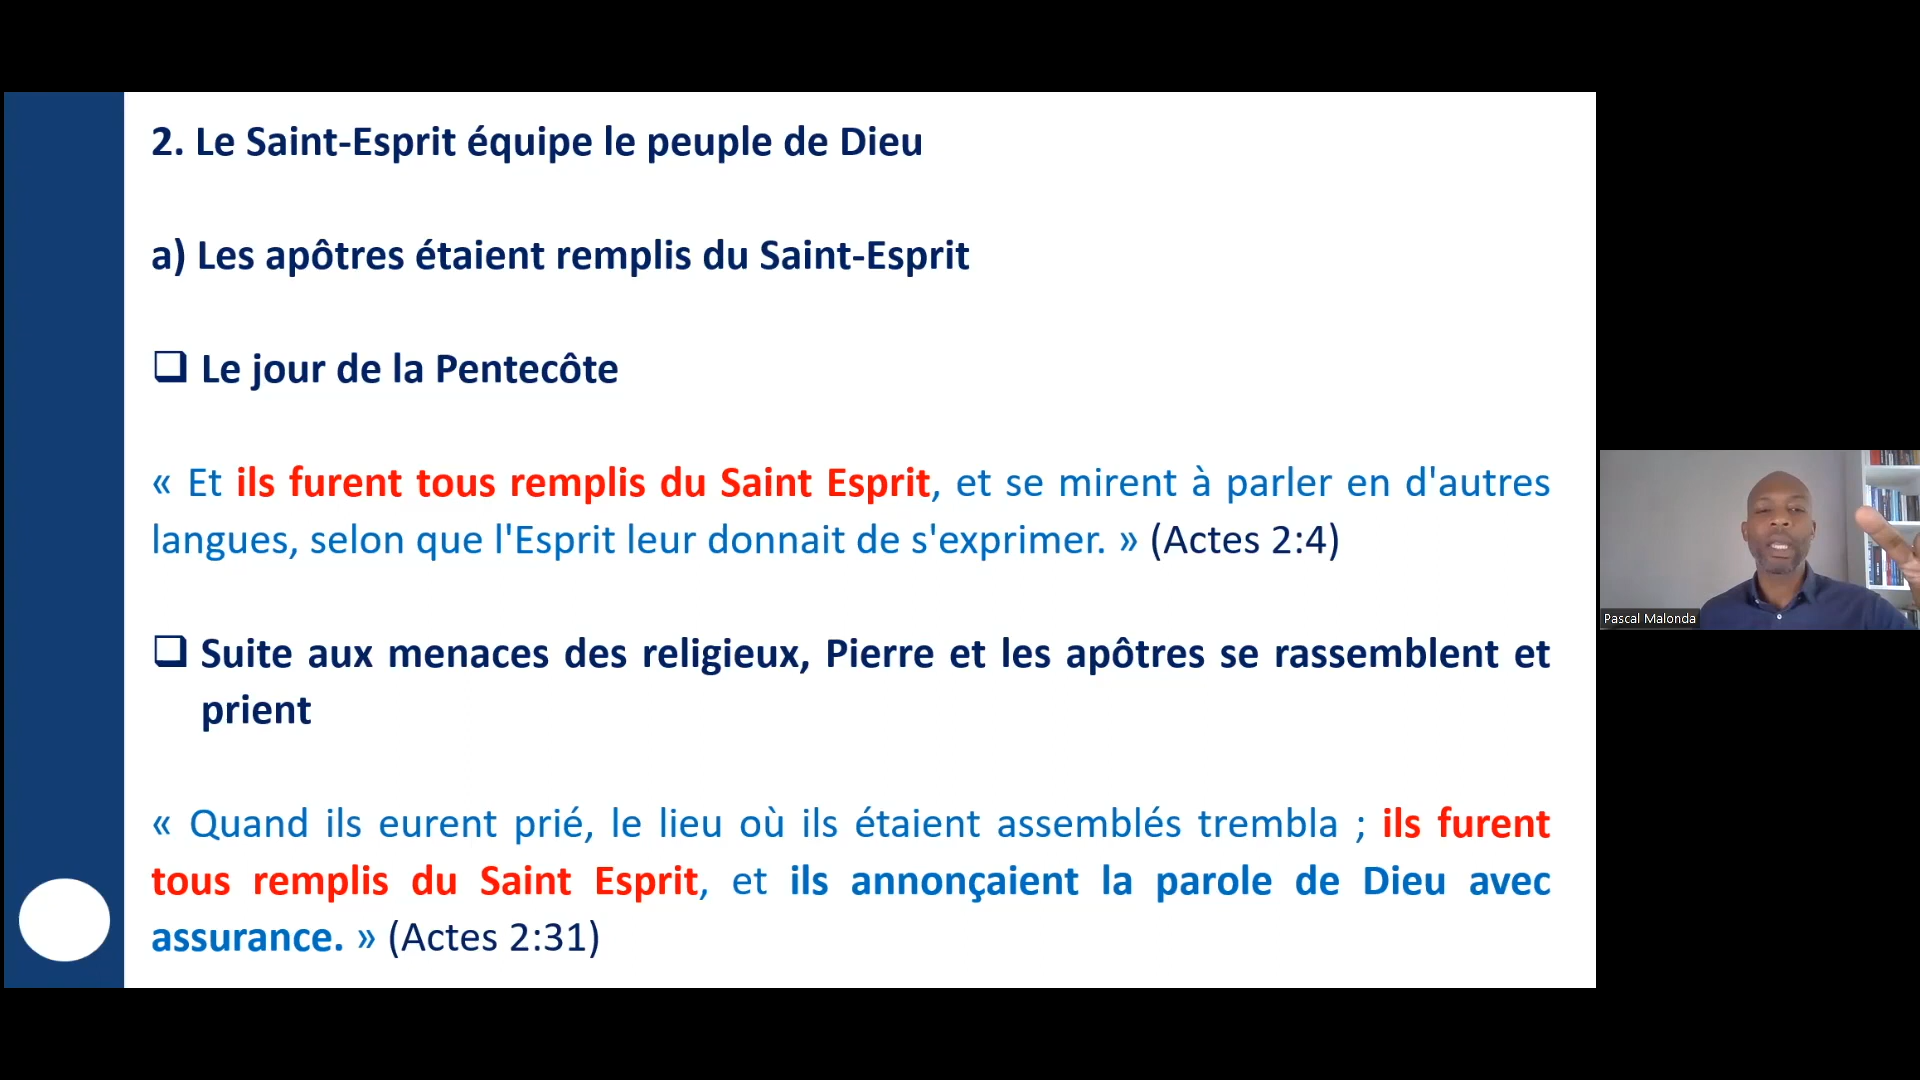 2. Le Saint-Esprit équipe le peuple de Dieu
a) Les apôtres étaient remplis du Saint-Esprit
❑ Le jour de la Pentecôte
« Et ils furent tous remplis du Saint Esprit, et se mirent à parler en d'autres
langues, selon que l'Esprit leur donnait de s'exprimer. » (Actes 2:4)
❑ Suite aux menaces des religieux, Pierre et les apôtres se rassemblent et
prient
« Quand ils eurent prié, le lieu où ils étaient assemblés trembla ; ils furent
tous remplis du Saint Esprit, et ils annonçaient la parole de Dieu avec
assurance. » (Actes 2:31)
Pascal Malonda